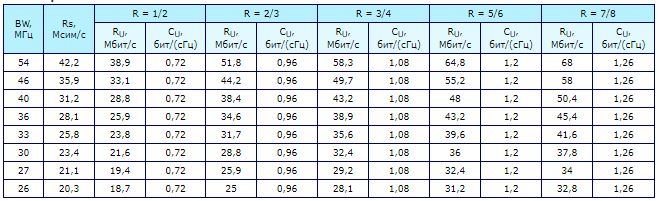 BW, МГц Rs, Мсим/с R = 1/2 R = 2/3 R = 3/4 R = 5/6 R = 7/8
RU, Мбит/с CU, бит/(сГц) RU, Мбит/с CU, бит/(сГц) RU, Мбит/с CU, бит/(сГц) RU, Мбит/с CU, бит/(сГц) RU, Мбит/с CU, бит/(сГц)
54 42,2 38,9 0,72 51,8 0,96 58,3 1,08 64,8 1,2 68 1,26
46 35,9 33,1 0,72 44,2 0,96 49,7 1,08 55,2 1,2 58 1,26
40 31,2 28,8 0,72 38,4 0,96 43,2 1,08 48 1,2 50,4 1,26
36 28,1 25,9 0,72 34,6 0,96 38,9 1,08 43,2 1,2 45,4 1,26
33 25,8 23,8 0,72 31,7 0,96 35,6 1,08 39,6 1,2 41,6 1,26
30 23,4 21,6 0,72 28,8 0,96 32,4 1,08 36 1,2 37,8 1,26
27 21,1 19,4 0,72 25,9 0,96 29,2 1,08 32,4 1,2 34 1,26
26 20,3 18,7 0,72 25 0,96 28,1 1,08 31,2 1,2 32,8 1,26